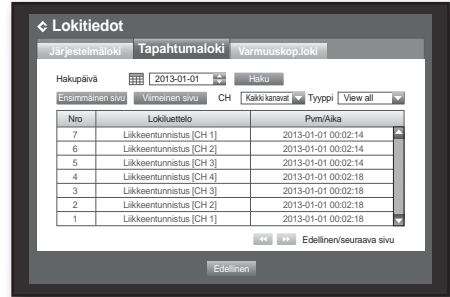 Lokitiedot
Järjestelmäloki Tapahtumaloki Varmuuskop.loki
Hakupäivä 2013-01-01 Haku
Ensimmäinen sivu Viimeinen sivu CH Kaikki kanavat Tyyppi View all
Nro Lokiluettelo Pvm/Aika
7 Liikkeentunnistus [CH 1] 2013-01-01 00:02:14
6 Liikkeentunnistus [CH 2] 2013-01-01 00:02:14
5 Liikkeentunnistus [CH 3] 2013-01-01 00:02:14
4 Liikkeentunnistus [CH 4] 2013-01-01 00:02:18
3 Liikkeentunnistus [CH 3] 2013-01-01 00:02:18
2 Liikkeentunnistus [CH 2] 2013-01-01 00:02:18
1 Liikkeentunnistus [CH 1] 2013-01-01 00:02:18
Edellinen/seuraava sivu
Edellinen